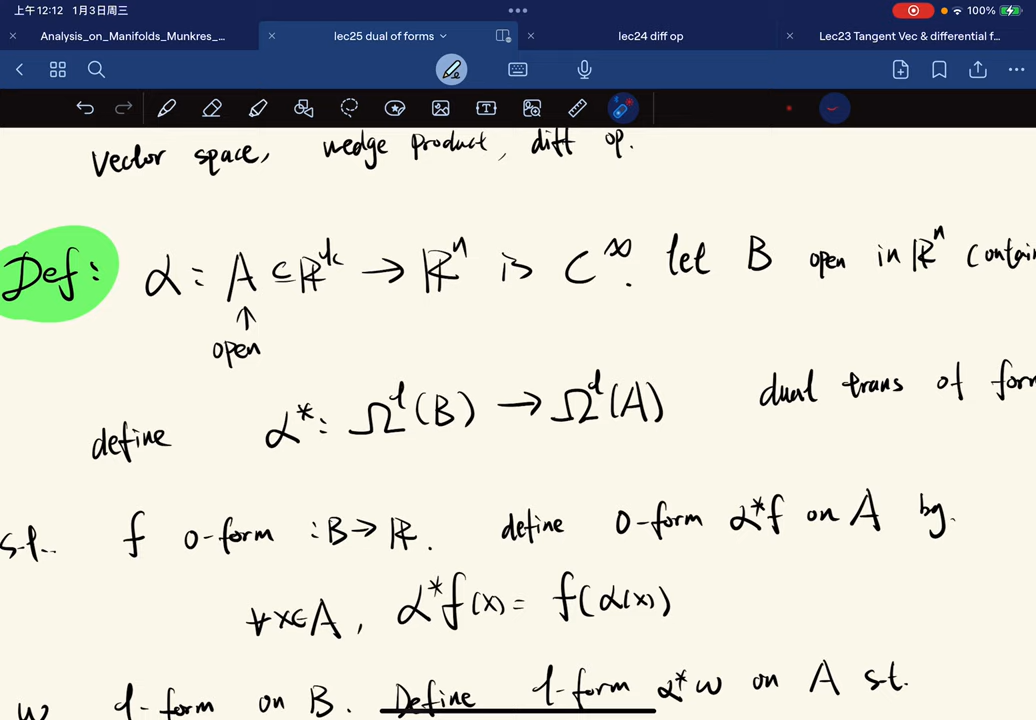 上午12:12 1月3日周三
100%
Analysis_on_Manifolds_Munkres_...
lec25 dual of forms
lec24 diff op
Lec23 Tangent Vec & differential f...
Vector space, wedge product, diff op.
Def: α: A ⊆ ℝᵏ → ℝⁿ is C^∞. let B open in ℝⁿ contain
↑
open
define α*: Ωˡ(B) → Ωˡ(A) dual trans of form
s.t. f 0-form : B → ℝ. define 0-form α*f on A by.
∀x∈A, α*f(x) = f(α(x))
w l-form on B. Define l-form α*w on A st.